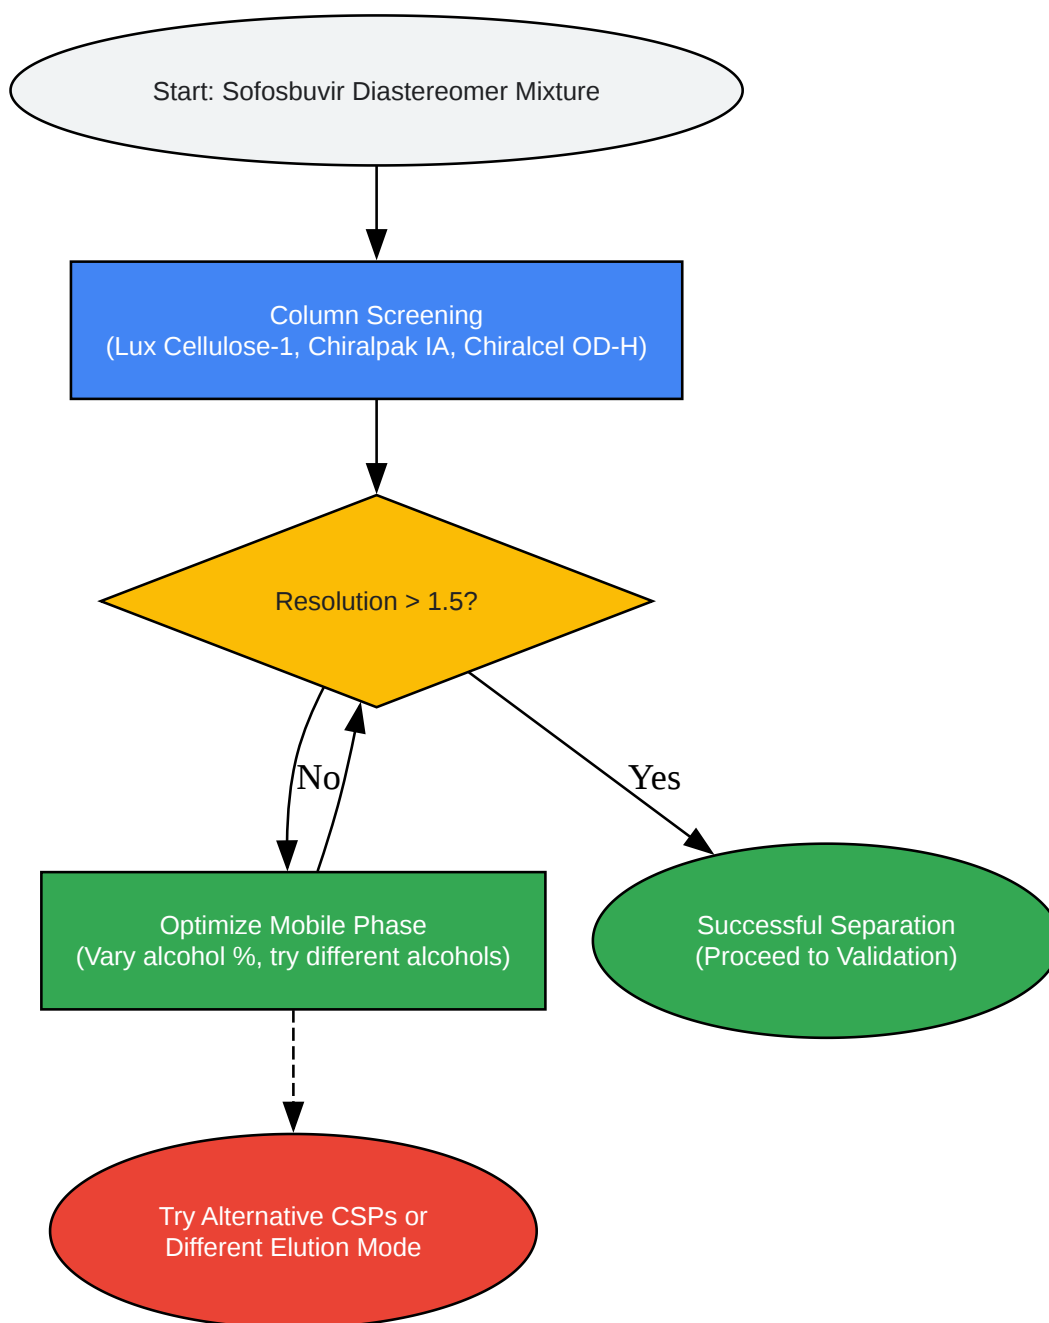 Start: Sofosbuvir Diastereomer Mixture
Column Screening
(Lux Cellulose-1, Chiralpak IA, Chiralcel OD-H)
Resolution > 1.5?
No
Yes
Optimize Mobile Phase
(Vary alcohol %, try different alcohols)
Successful Separation
(Proceed to Validation)
Try Alternative CSPs or
Different Elution Mode